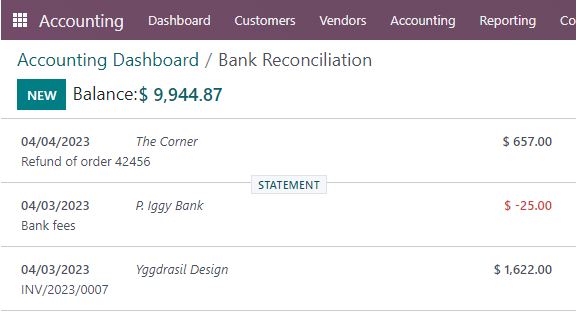 Accounting Dashboard Customers Vendors Accounting Reporting Co
Accounting Dashboard / Bank Reconciliation
NEW Balance:$ 9,944.87
04/04/2023 The Corner $ 657.00
Refund of order 42456
STATEMENT
04/03/2023 P. Iggy Bank $ -25.00
Bank fees
04/03/2023 Yggdrasil Design $ 1,622.00
INV/2023/0007